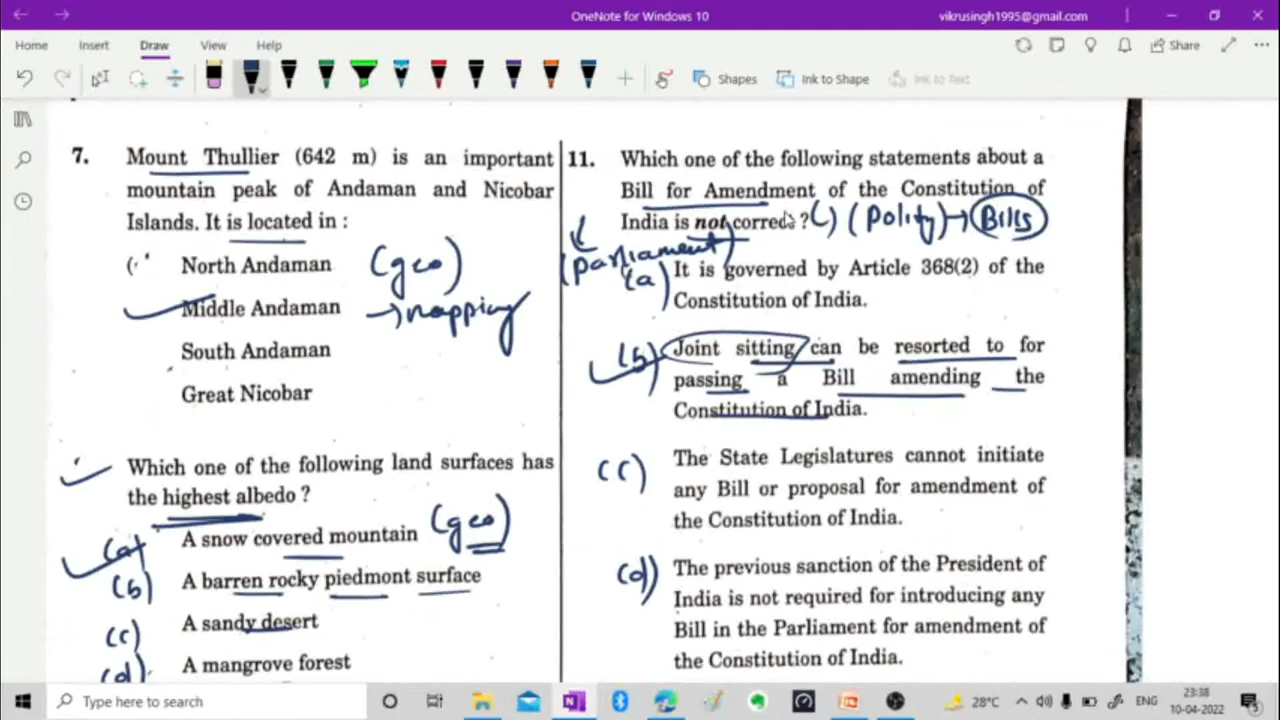 OneNote for Windows 10
vikrusingh1995@gmail.com
Home Insert Draw View Help
Share
Shapes
Ink to Shape
Ink to Text
7. Mount Thullier (642 m) is an important
mountain peak of Andaman and Nicobar
Islands. It is located in :
North Andaman (geo)
Middle Andaman → mapping
South Andaman
Great Nicobar
Which one of the following land surfaces has
the highest albedo ?
(a) A snow covered mountain (geo)
(b) A barren rocky piedmont surface
(c) A sandy desert
(d) A mangrove forest
11. Which one of the following statements about a
Bill for Amendment of the Constitution of
India is not correct ? (Polity) → Bills
(Parliament)
(a) It is governed by Article 368(2) of the
Constitution of India.
(b) Joint sitting can be resorted to for
passing a Bill amending the
Constitution of India.
(c) The State Legislatures cannot initiate
any Bill or proposal for amendment of
the Constitution of India.
(d) The previous sanction of the President of
India is not required for introducing any
Bill in the Parliament for amendment of
the Constitution of India.
Type here to search
28°C
ENG
23:38
10-04-2022